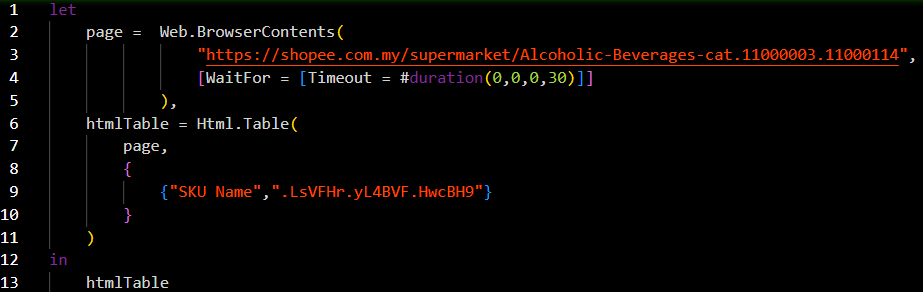 1 let
2 page =  Web.BrowserContents(
3 "https://shopee.com.my/supermarket/Alcoholic-Beverages-cat.11000003.11000114",
4 [WaitFor = [Timeout = #duration(0,0,0,30)]]
5 ),
6 htmlTable = Html.Table(
7 page,
8 {
9 {"SKU Name",".LsVFHr.yL4BVF.HwcBH9"}
10 }
11 )
12 in
13 htmlTable